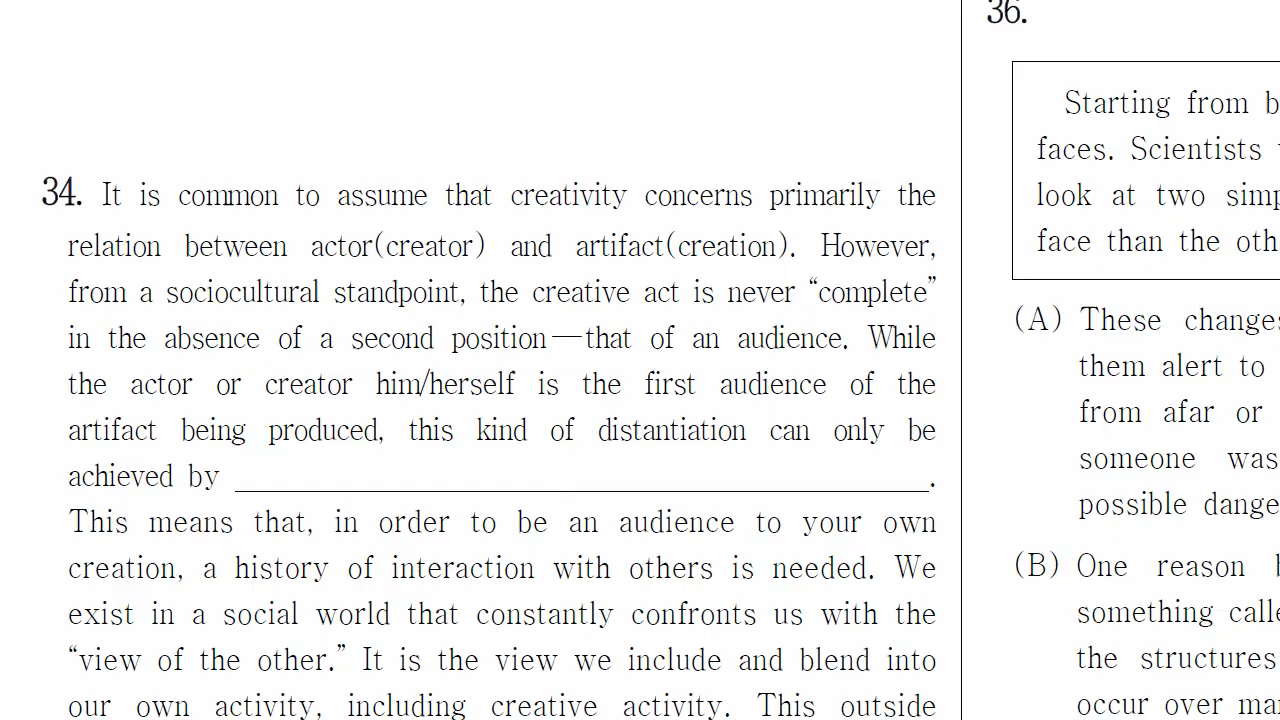 34. It is common to assume that creativity concerns primarily the
relation between actor(creator) and artifact(creation). However,
from a sociocultural standpoint, the creative act is never “complete”
in the absence of a second position—that of an audience. While
the actor or creator him/herself is the first audience of the
artifact being produced, this kind of distantiation can only be
achieved by ____________________.
This means that, in order to be an audience to your own
creation, a history of interaction with others is needed. We
exist in a social world that constantly confronts us with the
“view of the other.” It is the view we include and blend into
our own activity, including creative activity. This outside
36.
Starting from b
faces. Scientists
look at two simp
face than the oth
(A) These changes
them alert to
from afar or
someone was
possible dange
(B) One reason
something calle
the structures
occur over mar